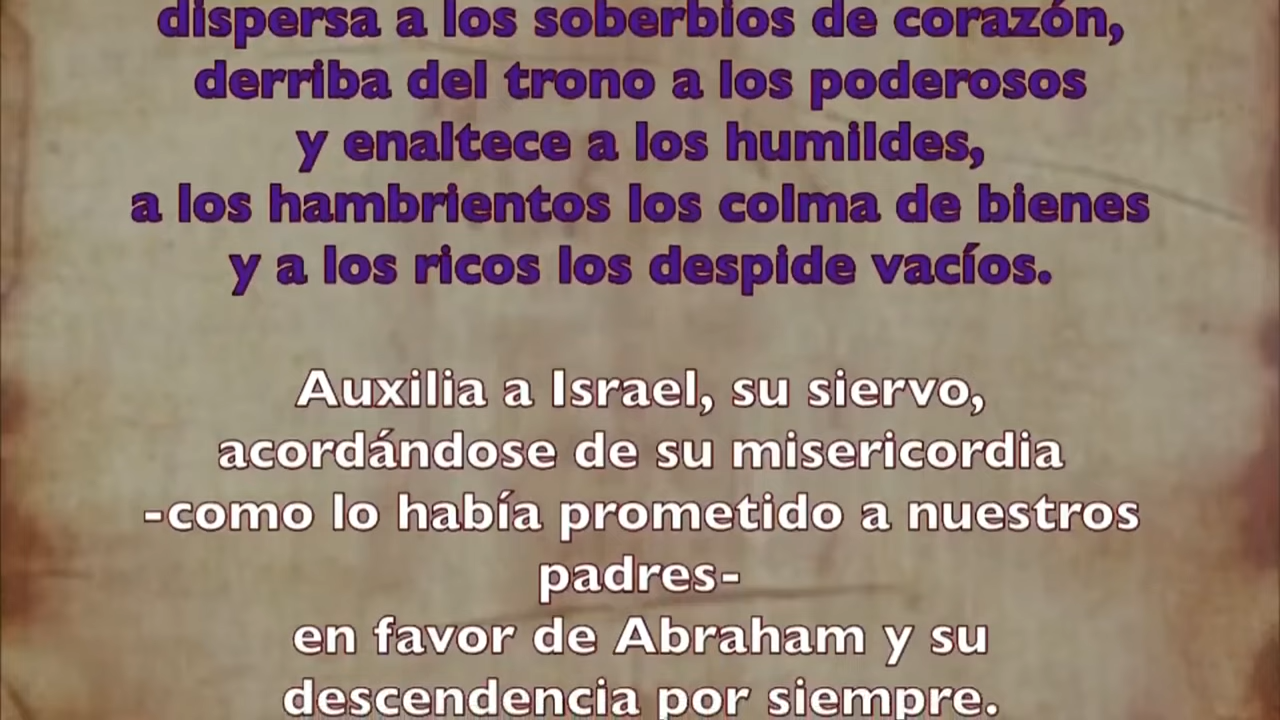 dispersa a los soberbios de corazón,
derriba del trono a los poderosos
y enaltece a los humildes,
a los hambrientos los colma de bienes
y a los ricos los despide vacíos.
Auxilia a Israel, su siervo,
acordándose de su misericordia
-como lo había prometido a nuestros
padres-
en favor de Abraham y su
descendencia por siempre.